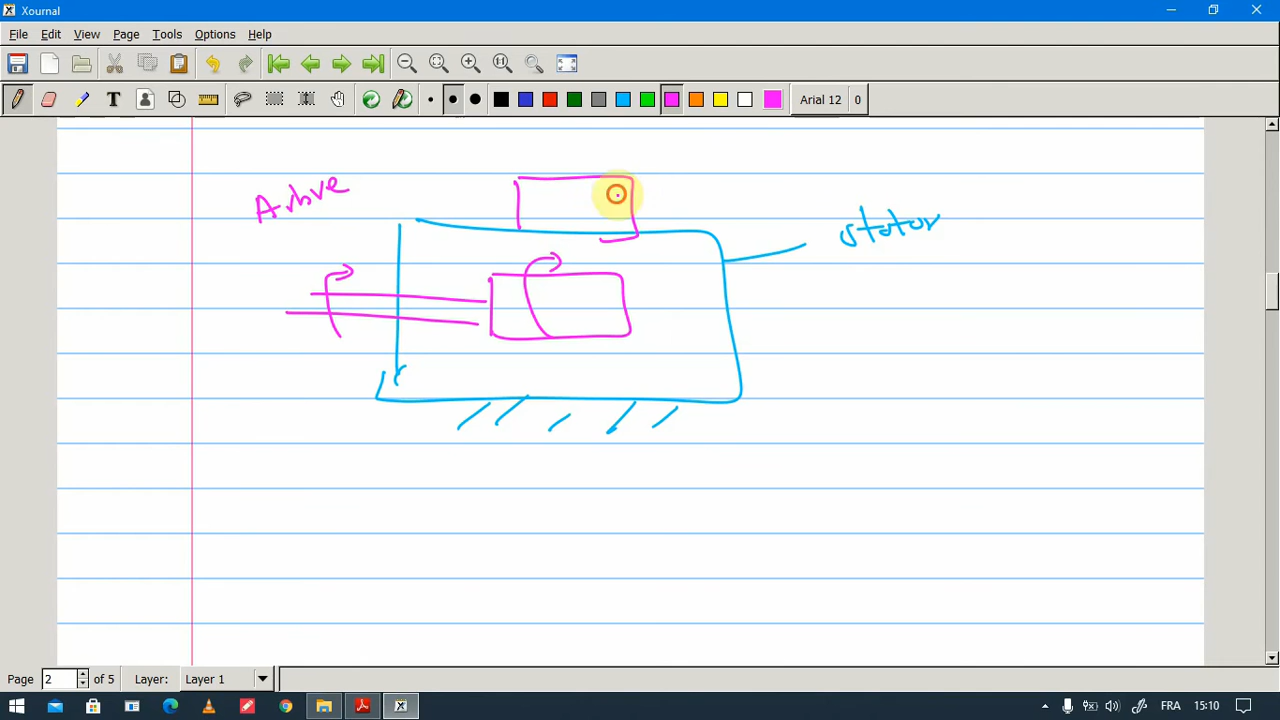 Xournal
File Edit View Page Tools Options Help
Arial 12 0
Arbre
stator
Page 2 of 5 Layer: Layer 1
FRA 15:10